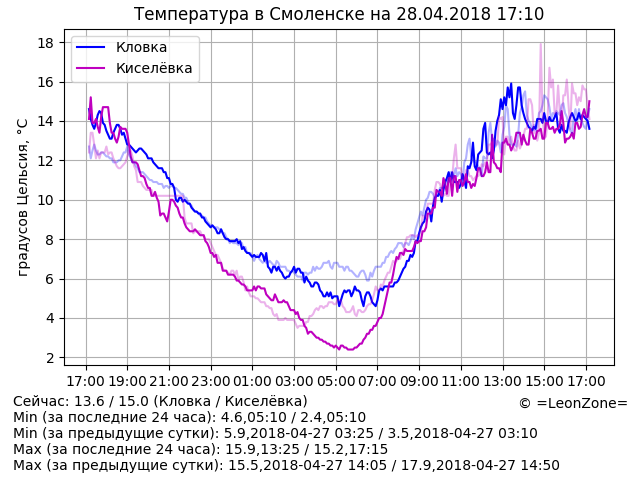 Температура в Смоленске на 28.04.2018 17:10
градусов Цельсия, °C
18
16
14
12
10
8
6
4
2
Кловка
Киселёвка
17:00 19:00 21:00 23:00 01:00 03:00 05:00 07:00 09:00 11:00 13:00 15:00 17:00
Сейчас: 13.6 / 15.0 (Кловка / Киселёвка)
© =LeonZone=
Min (за последние 24 часа): 4.6,05:10 / 2.4,05:10
Min (за предыдущие сутки): 5.9,2018-04-27 03:25 / 3.5,2018-04-27 03:10
Max (за последние 24 часа): 15.9,13:25 / 15.2,17:15
Max (за предыдущие сутки): 15.5,2018-04-27 14:05 / 17.9,2018-04-27 14:50